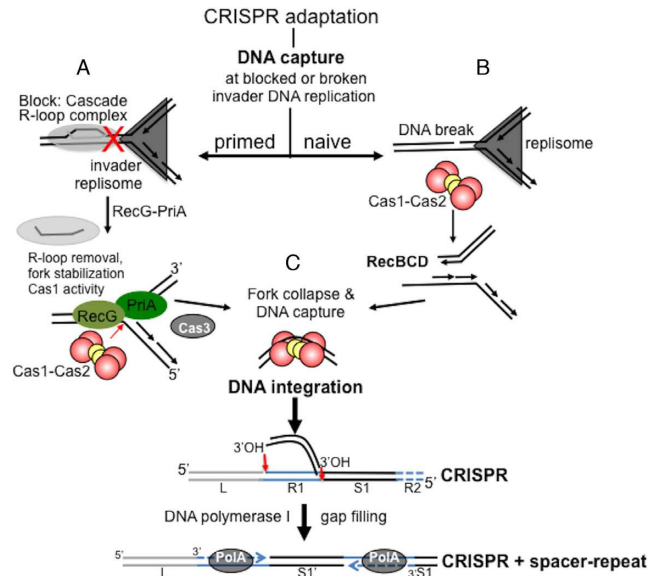 CRISPR adaptation
DNA capture
at blocked or broken
invader DNA replication
primed
naive
A
Block: Cascade
R-loop complex
invader
replisome
RecG-PriA
R-loop removal,
fork stabilization
Cas1 activity
3’
PriA
RecG
Cas3
Cas1-Cas2
5’
B
DNA break
replisome
Cas1-Cas2
RecBCD
C
Fork collapse &
DNA capture
DNA integration
3’OH
3’OH
5’
5’
CRISPR
L
R1
S1
R2
DNA polymerase I
gap filling
5’
3’
PolA
PolA
CRISPR + spacer-repeat
L
S1’
3’S1